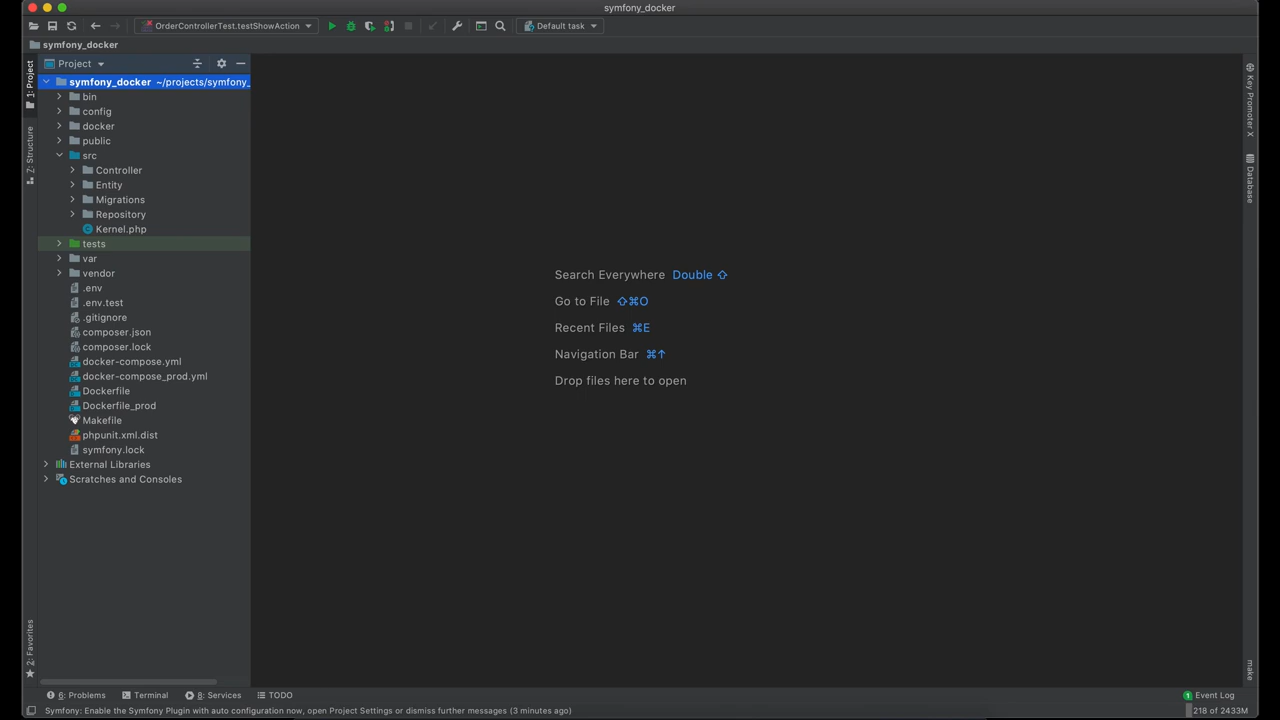 symfony_docker
OrderControllerTest.testShowAction
Default task
symfony_docker
Project
symfony_docker ~/projects/symfony_
bin
config
docker
public
src
Controller
Entity
Migrations
Repository
Kernel.php
tests
var
vendor
.env
.env.test
.gitignore
composer.json
composer.lock
docker-compose.yml
docker-compose_prod.yml
Dockerfile
Dockerfile_prod
Makefile
phpunit.xml.dist
symfony.lock
External Libraries
Scratches and Consoles
1: Project
7: Structure
2: Favorites
Search Everywhere Double ⇧
Go to File ⇧⌘O
Recent Files ⌘E
Navigation Bar ⌘↑
Drop files here to open
Key Promoter X
Database
make
6: Problems
Terminal
8: Services
TODO
1 Event Log
Symfony: Enable the Symfony Plugin with auto configuration now, open Project Settings or dismiss further messages (3 minutes ago)
218 of 2433M